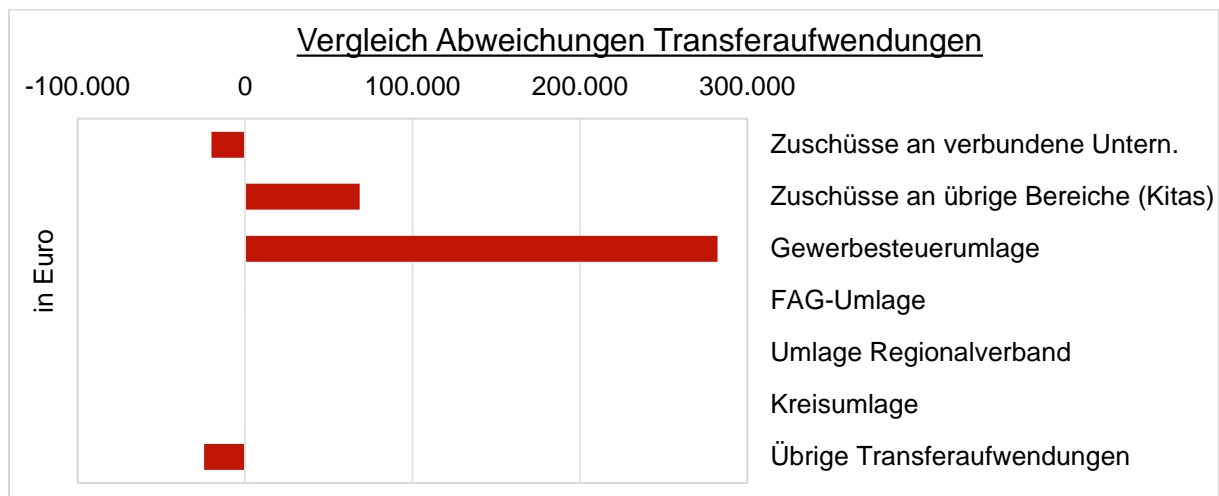 Vergleich Abweichungen Transferaufwendungen
-100.000 0 100.000 200.000 300.000
in Euro
Zuschüsse an verbundene Untern.
Zuschüsse an übrige Bereiche (Kitas)
Gewerbesteuerumlage
FAG-Umlage
Umlage Regionalverband
Kreisumlage
Übrige Transferaufwendungen